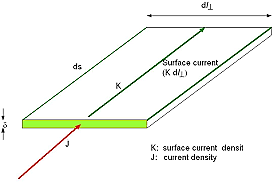 dl⊥
ds
Surface current
(K dl⊥)
K
δ
J
K: surface current densit
J: current density